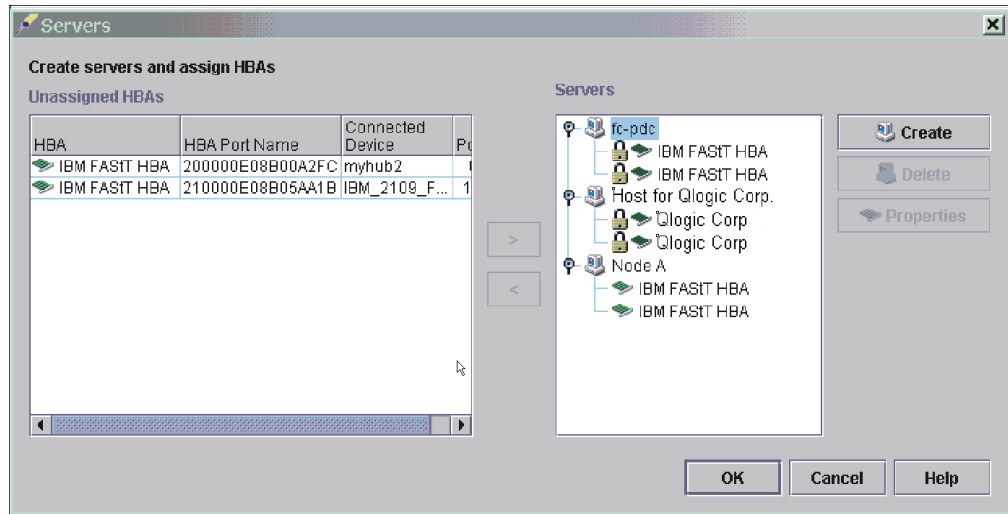 Servers
Create servers and assign HBAs
Unassigned HBAs
HBA HBA Port Name Connected Device
IBM FAStT HBA 200000E08B00A2FC myhub2
IBM FAStT HBA 210000E08B05AA1B IBM_2109_F... 1
>
<
Servers
fc-pdc
IBM FAStT HBA
IBM FAStT HBA
Host for Qlogic Corp.
Qlogic Corp
Qlogic Corp
Node A
IBM FAStT HBA
IBM FAStT HBA
Create
Delete
Properties
OK
Cancel
Help